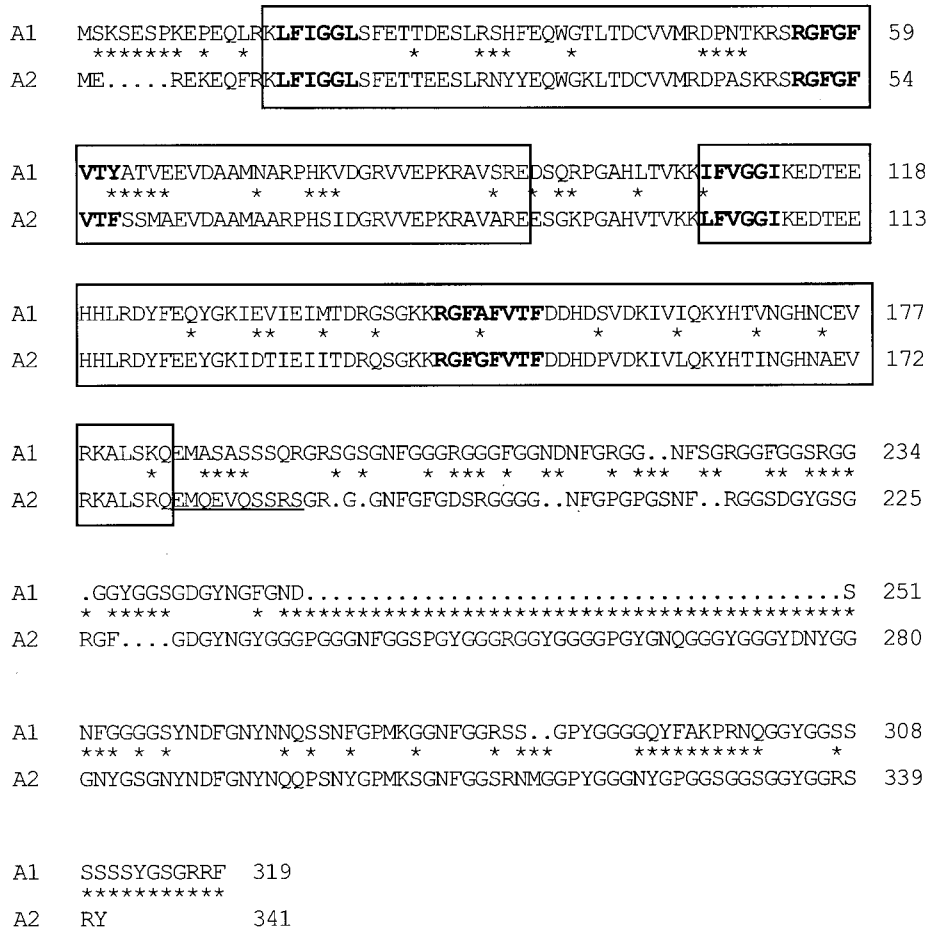 A1 MSKSESPKEPEQLRKLFIGGLSFETTDESLRSHFEQWGTLTDCVVMRDPNTKRSRGFGF 59
******* * * * *** * ****
A2 ME.....REKEQFRKLFIGGLSFETTEESLRNYYEQWGKLTDCVVMRDPASKRSRGFGF 54
A1 VTYATVEEVDAAMNARPHKVDGRVVEPKRAVSREDSQRPGAHLTVKKIFVGGIKEDTEE 118
***** * *** * * ** * *
A2 VTFSSMAEVDAAMAARPHSIDGRVVEPKRAVAREESGKPGAHVTVKKLFVGGIKEDTEE 113
A1 HHLRDYFEQYGKIEVIEIMTDRGSGKKRGFAFVTFDDHDSVDKIVIQKYHTVNGHNCEV 177
* ** * * * * * * *
A2 HHLRDYFEEYGKIDTIEIITDRQSGKKRGFGFVTFDDHDPVDKIVLQKYHTINGHNAEV 172
A1 RKALSKQEMASASSSQRGRSGSGNFGGGRGGGFGGNDNFGRGG..NFSGRGGFGGSRGG 234
* **** * * * *** * ** * *** * ** ** ****
A2 RKALSRQEMQEVQSSRSGR.G.GNFGFGDSRGGGG..NFGPGPGSNF..RGGSDGYGSG 225
A1 .GGYGGSGDGYNGFGND.........................................S 251
* ***** * *******************************************
A2 RGF....GDGYNGYGGGPGGGNFGGSPGYGGGRGGYGGGGPGYGNQGGGYGGGYDNYGG 280
A1 NFGGGGSYNDFGNYNNQSSNFGPMKGGNFGGRSS..GPYGGGGQYFAKPRNQGGYGGSS 308
*** * * * * * * * *** ********** *
A2 GNYGSGNYNDFGNYNQQPSNYGPMKSGNFGGSRNMGGPYGGGNYGPGGSGGSGGYGGRS 339
A1 SSSSYGSGRRF 319
***********
A2 RY 341